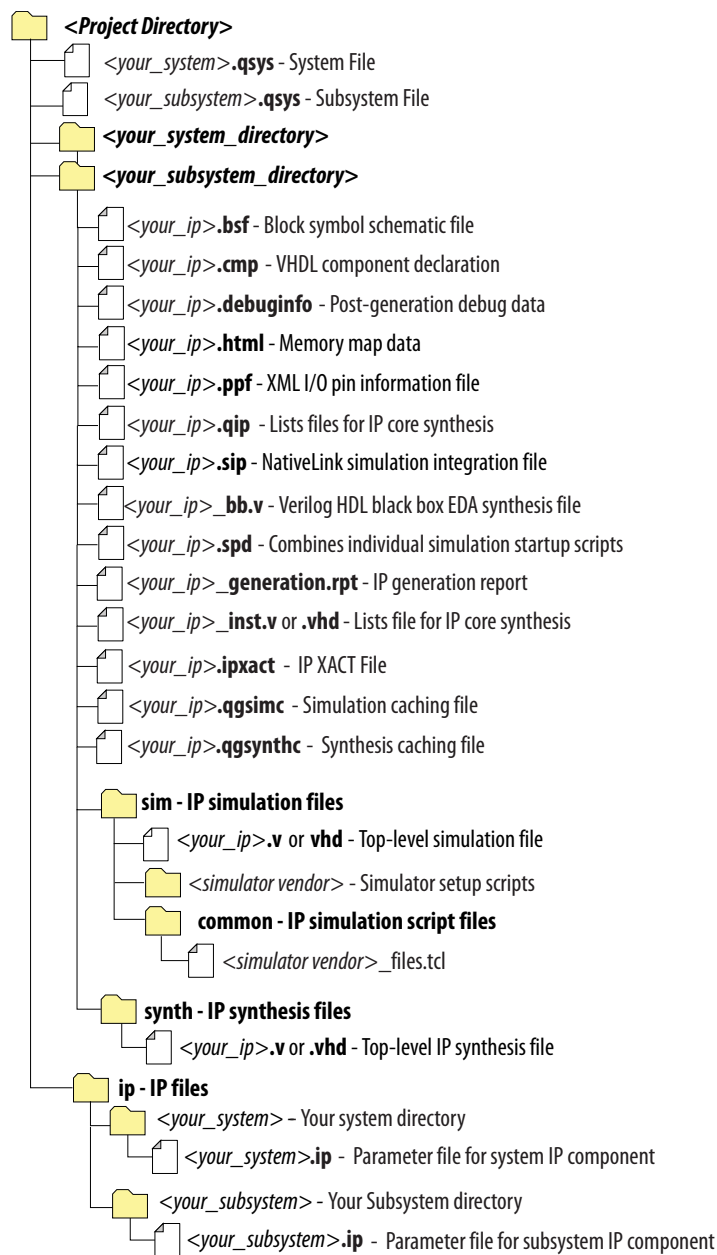 <Project Directory>
<your_system>.qsys - System File
<your_subsystem>.qsys - Subsystem File
<your_system_directory>
<your_subsystem_directory>
<your_ip>.bsf - Block symbol schematic file
<your_ip>.cmp - VHDL component declaration
<your_ip>.debuginfo - Post-generation debug data
<your_ip>.html - Memory map data
<your_ip>.ppf - XML I/O pin information file
<your_ip>.qip - Lists files for IP core synthesis
<your_ip>.sip - NativeLink simulation integration file
<your_ip>_bb.v - Verilog HDL black box EDA synthesis file
<your_ip>.spd - Combines individual simulation startup scripts
<your_ip>_generation.rpt - IP generation report
<your_ip>_inst.v or .vhd - Lists file for IP core synthesis
<your_ip>.ipxact - IP XACT File
<your_ip>.qgsimc - Simulation caching file
<your_ip>.qgsynthc - Synthesis caching file
sim - IP simulation files
<your_ip>.v or vhd - Top-level simulation file
<simulator vendor> - Simulator setup scripts
common - IP simulation script files
<simulator vendor>_files.tcl
synth - IP synthesis files
<your_ip>.v or .vhd - Top-level IP synthesis file
ip - IP files
<your_system> – Your system directory
<your_system>.ip - Parameter file for system IP component
<your_subsystem> - Your Subsystem directory
<your_subsystem>.ip - Parameter file for subsystem IP component